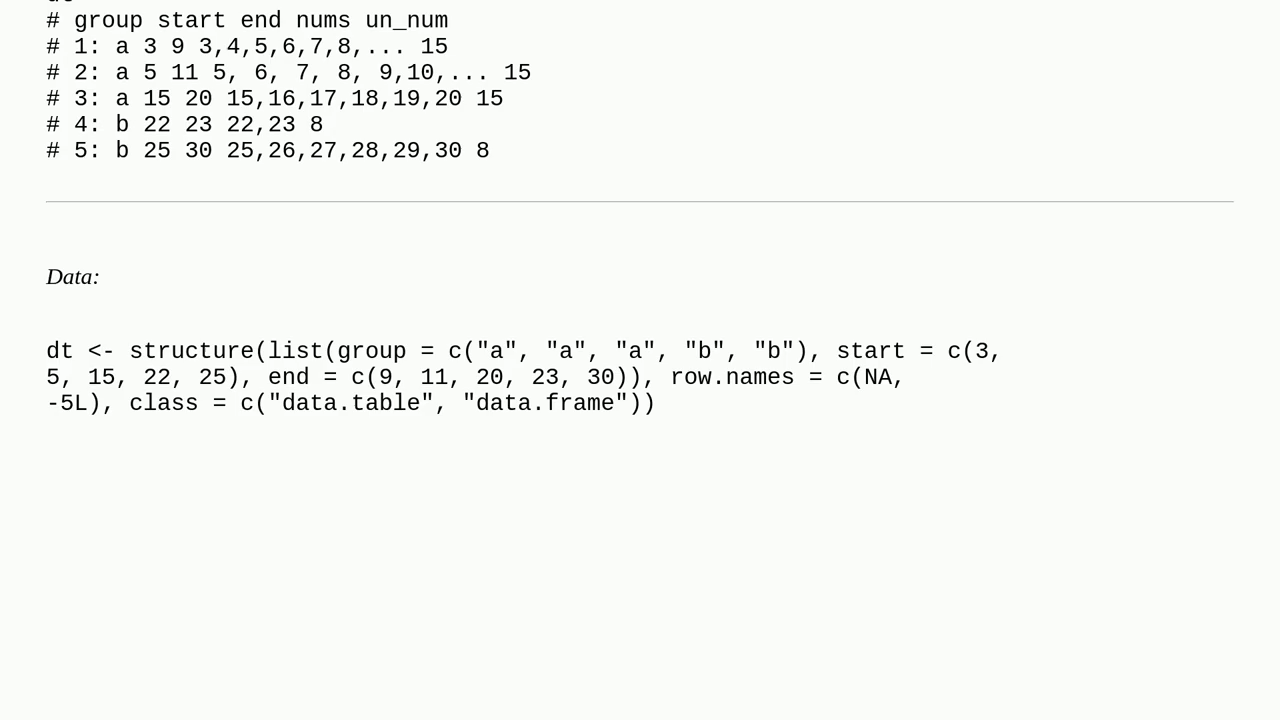 # group start end nums un_num
# 1: a 3 9 3,4,5,6,7,8,... 15
# 2: a 5 11 5, 6, 7, 8, 9,10,... 15
# 3: a 15 20 15,16,17,18,19,20 15
# 4: b 22 23 22,23 8
# 5: b 25 30 25,26,27,28,29,30 8
Data:
dt <- structure(list(group = c("a", "a", "a", "b", "b"), start = c(3,
5, 15, 22, 25), end = c(9, 11, 20, 23, 30)), row.names = c(NA,
-5L), class = c("data.table", "data.frame"))